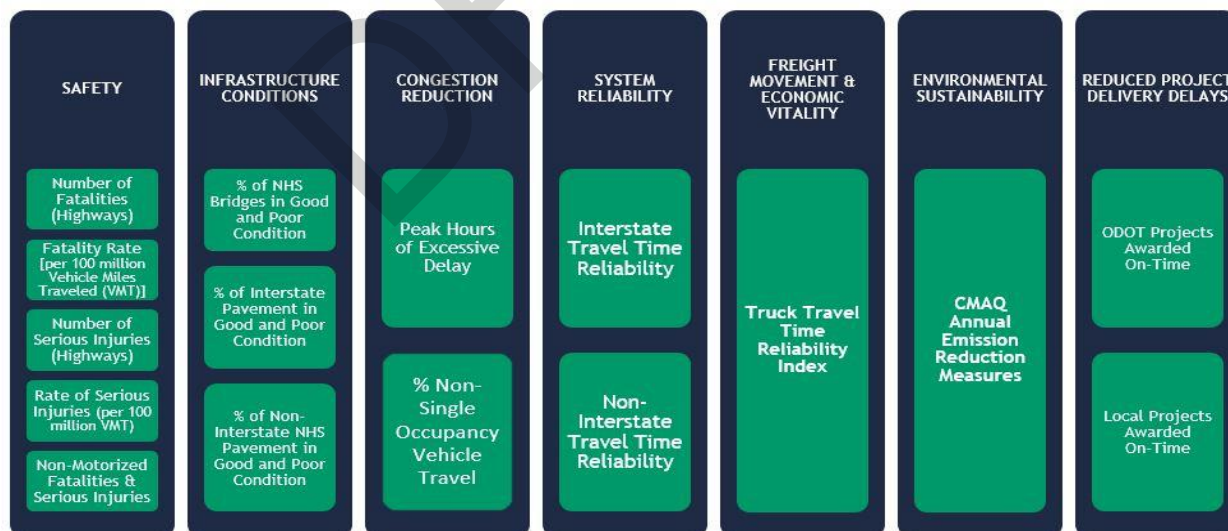 SAFETY
Number of
Fatalities
(Highways)
Fatality Rate
[per 100 million
Vehicle Miles
Traveled (VMT)]
Number of
Serious Injuries
(Highways)
Rate of Serious
Injuries (per 100
million VMT)
Non-Motorized
Fatalities &
Serious Injuries
INFRASTRUCTURE
CONDITIONS
% of NHS
Bridges in Good
and Poor
Condition
% of Interstate
Pavement in
Good and Poor
Condition
% of Non-
Interstate NHS
Pavement in
Good and Poor
Condition
CONGESTION
REDUCTION
Peak Hours
of Excessive
Delay
% Non-
Single
Occupancy
Vehicle
Travel
SYSTEM
RELIABILITY
Interstate
Travel Time
Reliability
Non-
Interstate
Travel Time
Reliability
FREIGHT
MOVEMENT &
ECONOMIC
VITALITY
Truck Travel
Time
Reliability
Index
ENVIRONMENTAL
SUSTAINABILITY
CMAQ
Annual
Emission
Reduction
Measures
REDUCED PROJECT
DELIVERY DELAYS
ODOT Projects
Awarded
On-Time
Local Projects
Awarded
On-Time